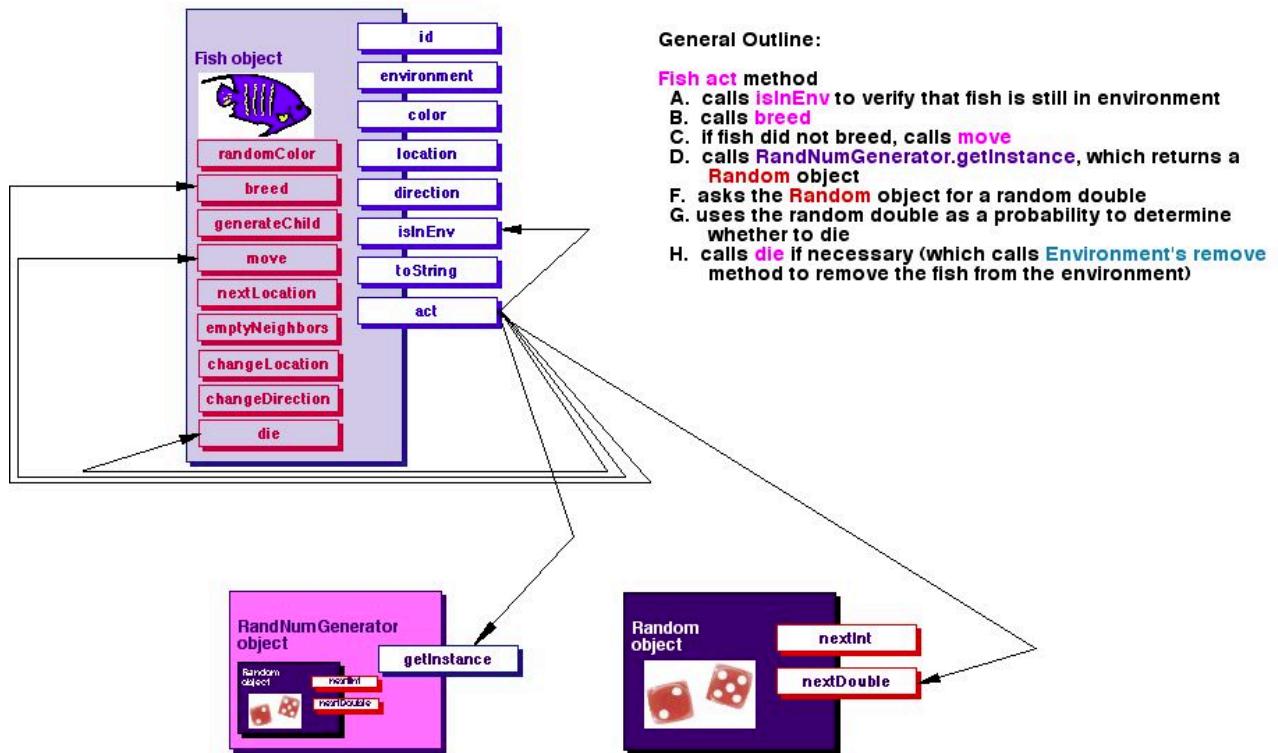 Fish object
id
environment
color
location
direction
isInEnv
toString
act
randomColor
breed
generateChild
move
nextLocation
emptyNeighbors
changeLocation
changeDirection
die
General Outline:
Fish act method
A. calls isInEnv to verify that fish is still in environment
B. calls breed
C. if fish did not breed, calls move
D. calls RandNumGenerator.getInstance, which returns a
Random object
F. asks the Random object for a random double
G. uses the random double as a probability to determine
whether to die
H. calls die if necessary (which calls Environment's remove
method to remove the fish from the environment)
RandNumGenerator
object
getInstance
Random
object
nextInt
nextDouble
Random
object
nextInt
nextDouble